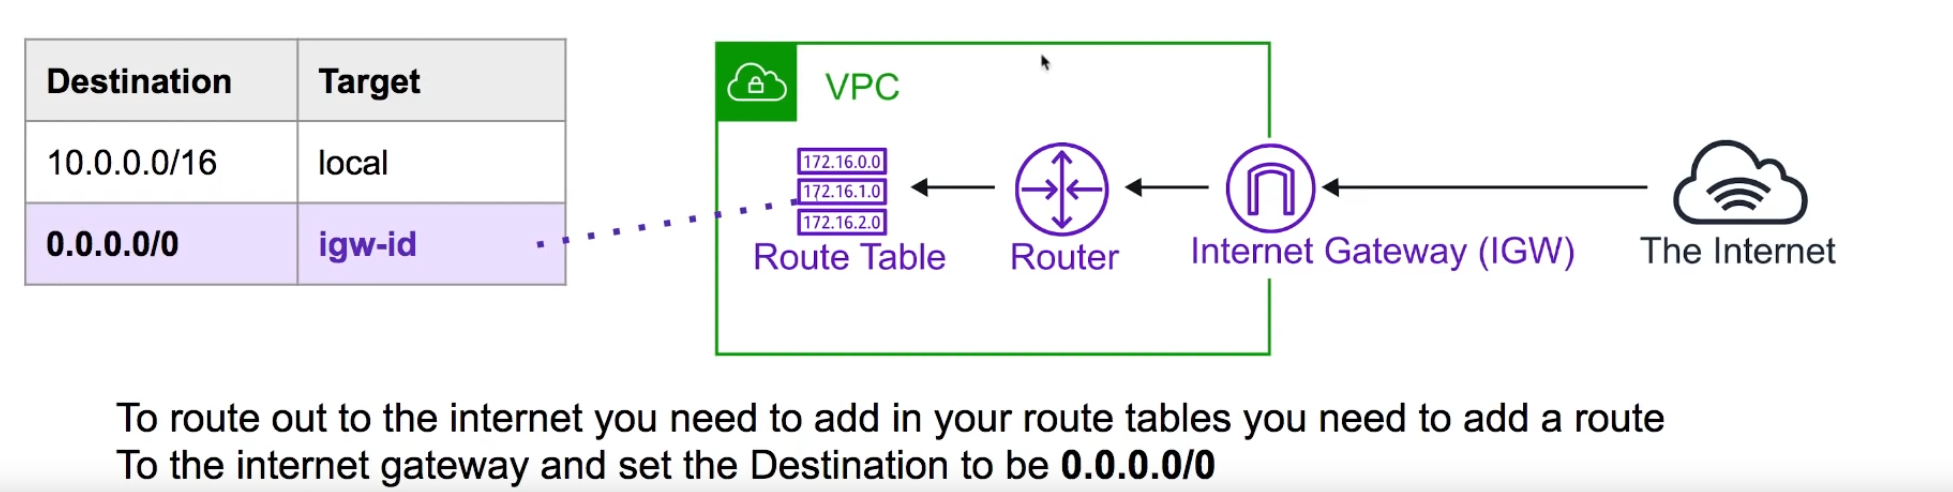 Destination Target
10.0.0.0/16 local
0.0.0.0/0 igw-id
VPC
172.16.0.0
172.16.1.0
172.16.2.0
Route Table
Router
Internet Gateway (IGW)
The Internet
To route out to the internet you need to add in your route tables you need to add a route
To the internet gateway and set the Destination to be 0.0.0.0/0